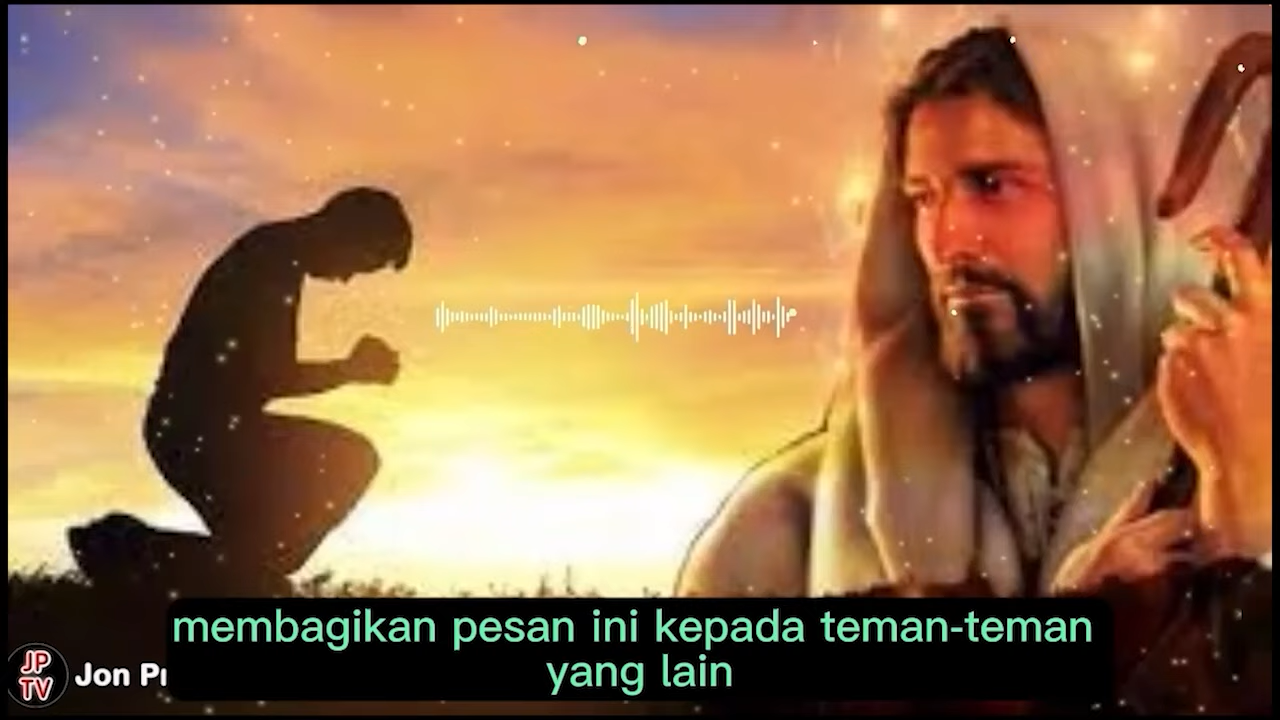 membagikan pesan ini kepada teman-teman
yang lain
JP
TV
Jon